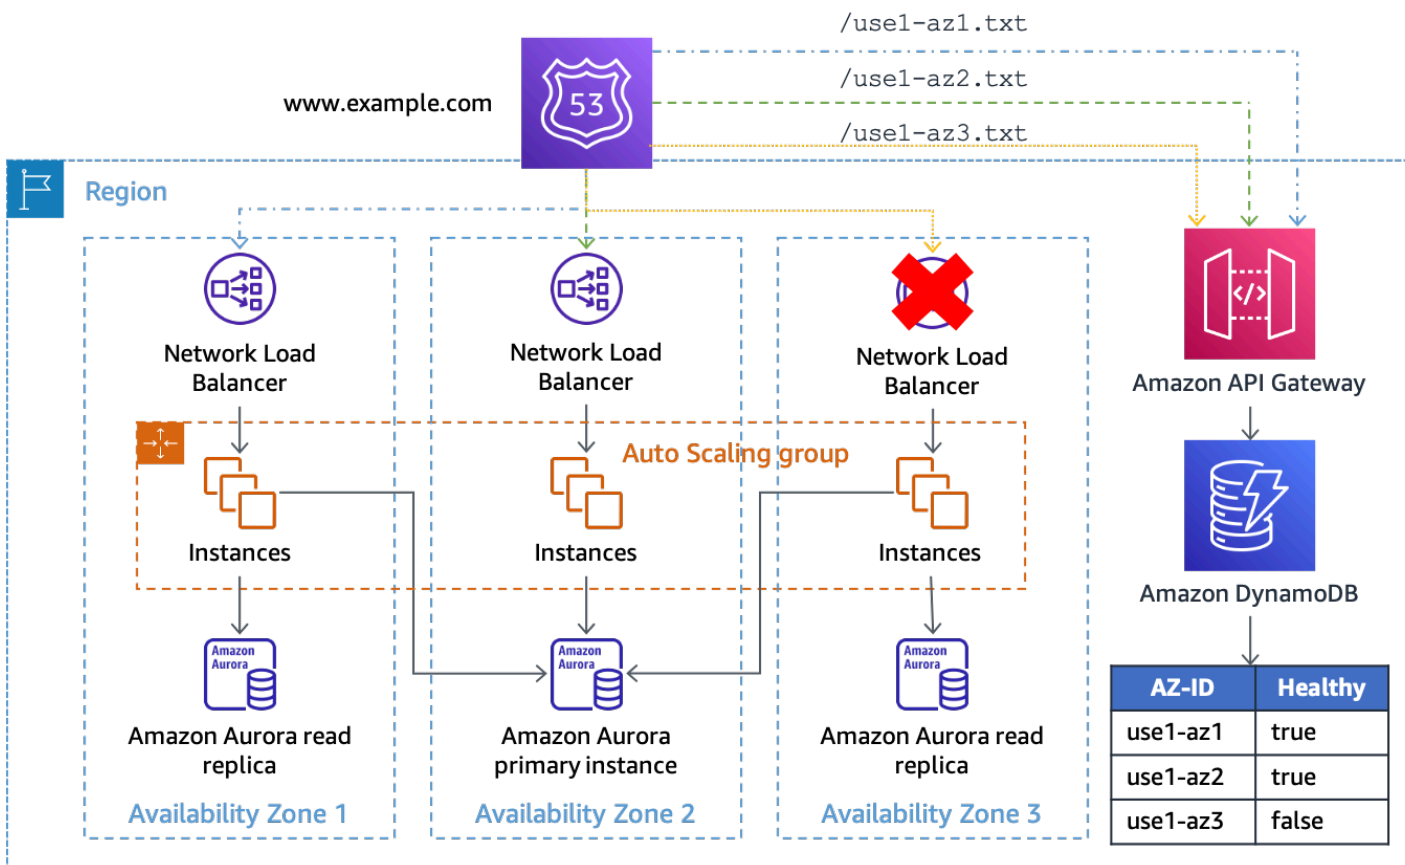 /use1-az1.txt
/use1-az2.txt
/use1-az3.txt
www.example.com
53
Region
Network Load
Balancer
Network Load
Balancer
Network Load
Balancer
</>
Amazon API Gateway
Auto Scaling group
Instances
Instances
Instances
Amazon DynamoDB
Amazon
Aurora
Amazon
Aurora
Amazon
Aurora
Amazon Aurora read
replica
Amazon Aurora
primary instance
Amazon Aurora read
replica
Availability Zone 1
Availability Zone 2
Availability Zone 3
AZ-ID Healthy
use1-az1 true
use1-az2 true
use1-az3 false